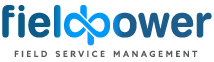 fieldpower
FIELD SERVICE MANAGEMENT